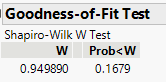 Goodness-of-Fit Test
Shapiro-Wilk W Test
W Prob<W
0.949890 0.1679